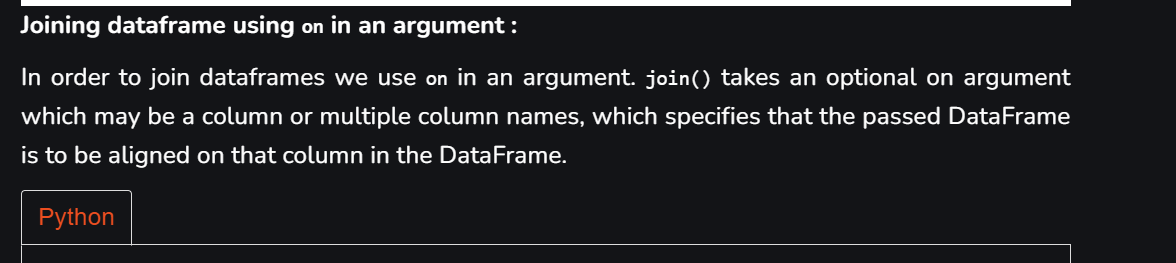 Joining dataframe using on in an argument :
In order to join dataframes we use on in an argument. join() takes an optional on argument
which may be a column or multiple column names, which specifies that the passed DataFrame
is to be aligned on that column in the DataFrame.
Python